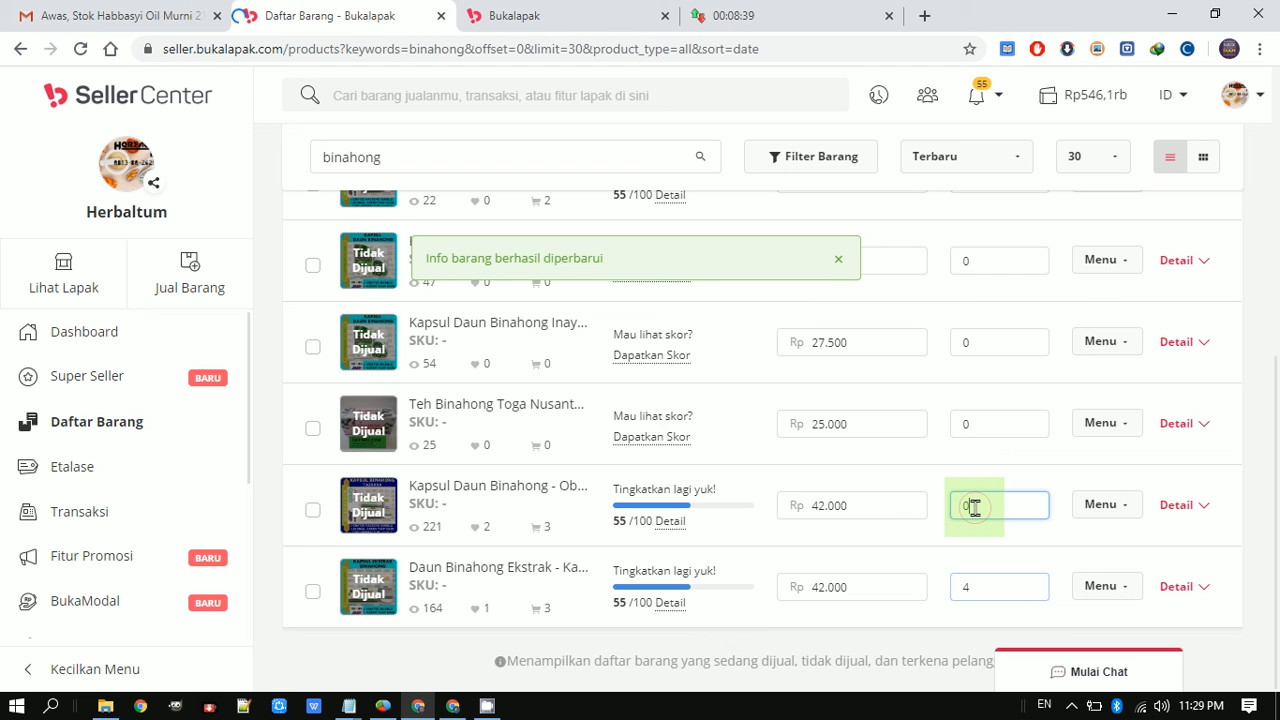 Awas, Stok Habbasyi Oil Murni 21
Daftar Barang - Bukalapak
Bukalapak
00:08:39
seller.bukalapak.com/products?keywords=binahong&offset=0&limit=30&product_type=all&sort=date
SellerCenter
Cari barang jualanmu, transaksi, atau fitur lapak di sini
55
Rp546,1rb
ID
binahong
Filter Barang
Terbaru
30
Herbaltum
Lihat Lapak
Jual Barang
Dashboard
Super Seller
BARU
Daftar Barang
Etalase
Transaksi
Fitur Promosi
BARU
BukaModal
BARU
Kecilkan Menu
22
0
2
55 /100 Detail
Info barang berhasil diperbarui
Tidak Dijual
47
0
0
0
Menu
Detail
Tidak Dijual
Kapsul Daun Binahong Inay...
SKU: -
54
0
0
Mau lihat skor?
Dapatkan Skor
Rp 27.500
0
Menu
Detail
Tidak Dijual
Teh Binahong Toga Nusant...
SKU: -
25
0
0
Mau lihat skor?
Dapatkan Skor
Rp 25.000
0
Menu
Detail
Tidak Dijual
Kapsul Daun Binahong - Ob...
SKU: -
221
2
3
Tingkatkan lagi yuk!
55 /100 Detail
Rp 42.000
0
Menu
Detail
Tidak Dijual
Daun Binahong Ekstrak - Ka...
SKU: -
164
1
3
Tingkatkan lagi yuk!
55 /100 Detail
Rp 42.000
4
Menu
Detail
Menampilkan daftar barang yang sedang dijual, tidak dijual, dan terkena pelang
Mulai Chat
EN
11:29 PM